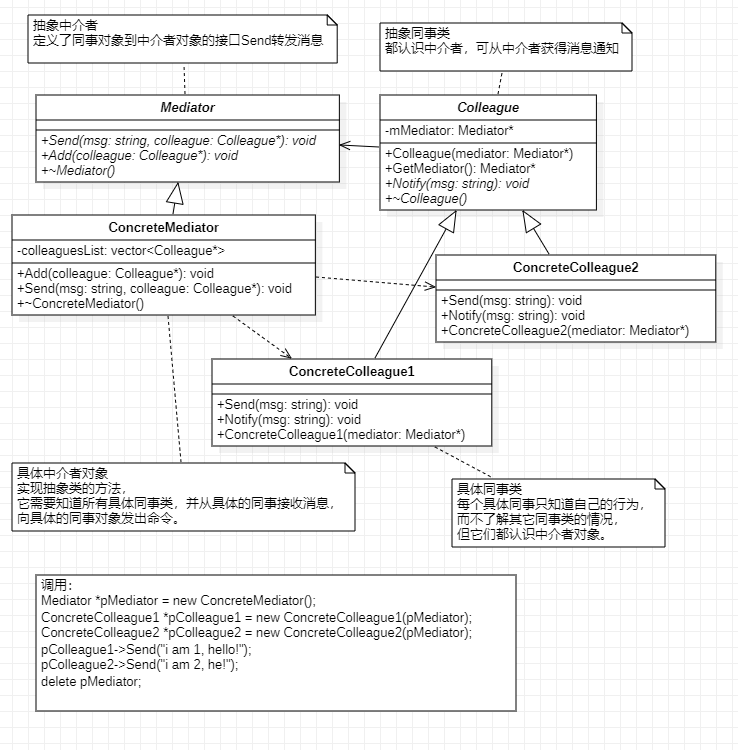 抽象中介者
定义了同事对象到中介者对象的接口Send转发消息
抽象同事类
都认识中介者，可从中介者获得消息通知
Mediator
+Send(msg: string, colleague: Colleague*): void
+Add(colleague: Colleague*): void
+~Mediator()
Colleague
-mMediator: Mediator*
+Colleague(mediator: Mediator*)
+GetMediator(): Mediator*
+Notify(msg: string): void
+~Colleague()
ConcreteMediator
-colleaguesList: vector<Colleague*>
+Add(colleague: Colleague*): void
+Send(msg: string, colleague: Colleague*): void
+~ConcreteMediator()
ConcreteColleague2
+Send(msg: string): void
+Notify(msg: string): void
+ConcreteColleague2(mediator: Mediator*)
ConcreteColleague1
+Send(msg: string): void
+Notify(msg: string): void
+ConcreteColleague1(mediator: Mediator*)
具体中介者对象
实现抽象类的方法，
它需要知道所有具体同事类，并从具体的同事接收消息，
向具体的同事对象发出命令。
具体同事类
每个具体同事只知道自己的行为，
而不了解其它同事类的情况，
但它们都认识中介者对象。
调用：
Mediator *pMediator = new ConcreteMediator();
ConcreteColleague1 *pColleague1 = new ConcreteColleague1(pMediator);
ConcreteColleague2 *pColleague2 = new ConcreteColleague2(pMediator);
pColleague1->Send("i am 1, hello!");
pColleague2->Send("i am 2, he!");
delete pMediator;